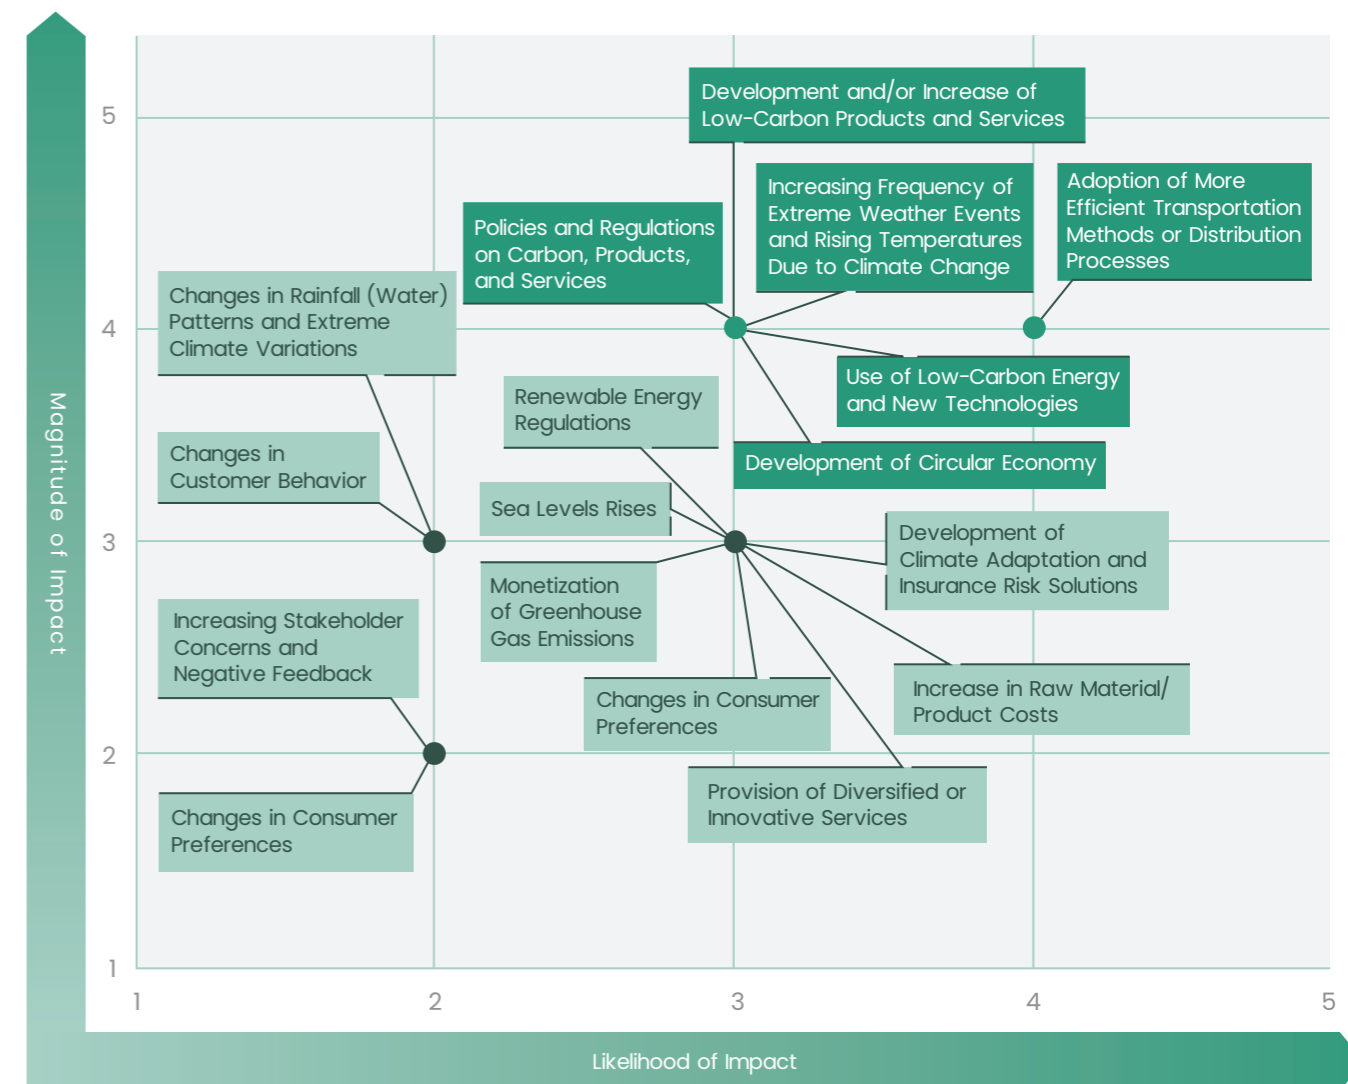 5
Development and/or Increase of
Low-Carbon Products and Services
Increasing Frequency of
Extreme Weather Events
and Rising Temperatures
Due to Climate Change
Adoption of More
Efficient Transportation
Methods or Distribution
Processes
Policies and Regulations
on Carbon, Products,
and Services
Changes in Rainfall (Water)
Patterns and Extreme
Climate Variations
4
Use of Low-Carbon Energy
and New Technologies
Renewable Energy
Regulations
Development of Circular Economy
Changes in
Customer Behavior
Sea Levels Rises
3
Development of
Climate Adaptation and
Insurance Risk Solutions
Monetization
of Greenhouse
Gas Emissions
Magnitude of Impact
Increasing Stakeholder
Concerns and
Negative Feedback
Changes in Consumer
Preferences
Increase in Raw Material/
Product Costs
2
Provision of Diversified or
Innovative Services
Changes in Consumer
Preferences
1
1 2 3 4 5
Likelihood of Impact